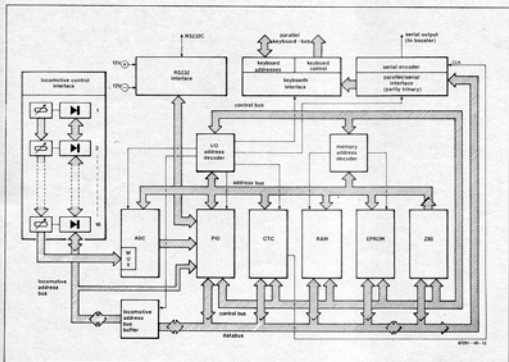 RS232C
parallel
keyboard-bus
serial output
(to booster)
CLK
12V +
12V −
RS232
interface
keyboard
addresses
keyboard
control
keyboards
interface
serial encoder
parallel/serial
interface
(partly binary)
locomotive control
interface
1
2
16
control bus
I/O
address
decoder
memory
address
decoder
address bus
ADC
MUX
PIO
CTC
RAM
EPROM
Z80
locomotive
address
bus
locomotive
address
bus
buffer
control bus
databus